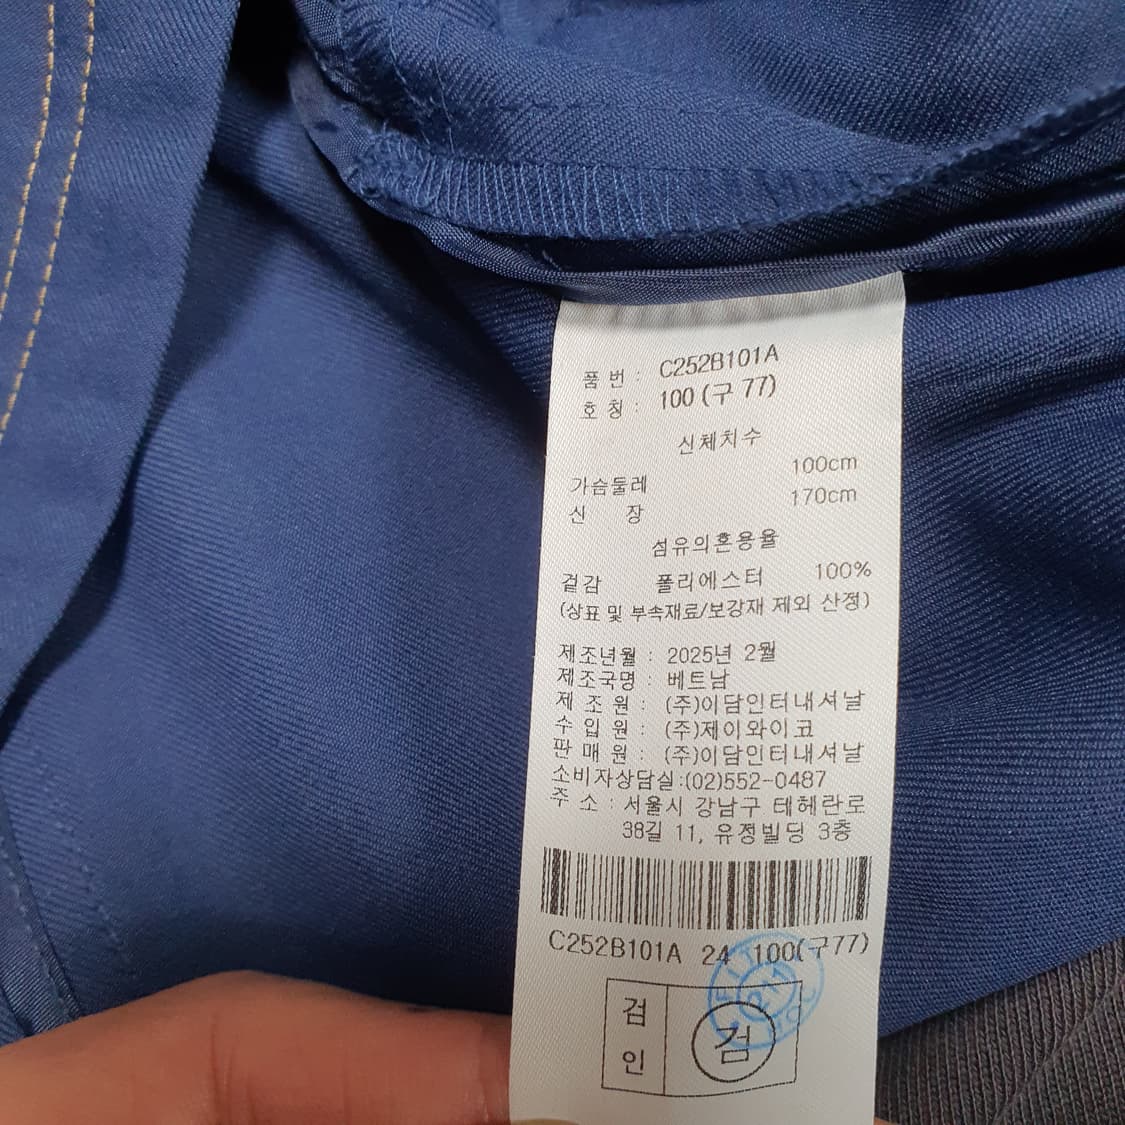 품 번 : C252B101A
호 칭 : 100 (구 77)
신체치수
가슴둘레 100cm
신 장 170cm
섬유의혼용율
겉감 폴리에스터 100%
(상표 및 부속재료/보강재 제외 산정)
제조년월 : 2025년 2월
제조국명 : 베트남
제 조 원 : (주)이담인터내셔날
수 입 원 : (주)제이와이코
판 매 원 : (주)이담인터내셔날
소비자상담실:(02)552-0487
주 소 : 서울시 강남구 테헤란로
38길 11, 유정빌딩 3층
C252B101A 24 100(구77)
검인
검